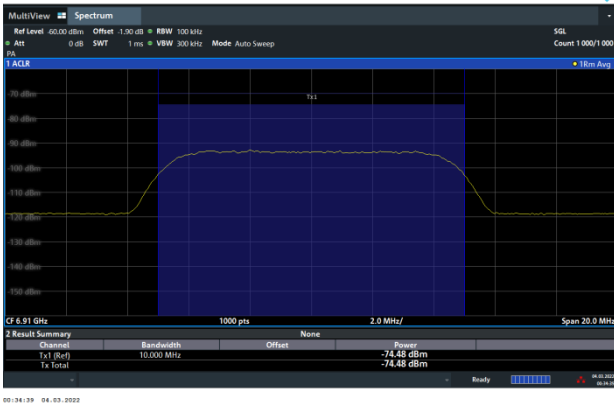 MultiView Spectrum
Ref Level -60.00 dBm Offset -1.90 dB RBW 100 kHz SGL
Att 0 dB SWT 1 ms VBW 300 kHz Mode Auto Sweep Count 1000/1000
PA
1 ACLR 1Rm Avg
-70 dBm
Tx1
-80 dBm
-90 dBm
-100 dBm
-110 dBm
-120 dBm
-130 dBm
-140 dBm
-150 dBm
CF 6.91 GHz 1000 pts 2.0 MHz/ Span 20.0 MHz
2 Result Summary None
Channel Bandwidth Offset Power
Tx1 (Ref) 10.000 MHz -74.48 dBm
Tx Total -74.48 dBm
Ready 04.03.2022
00:34:39
00:34:39 04.03.2022